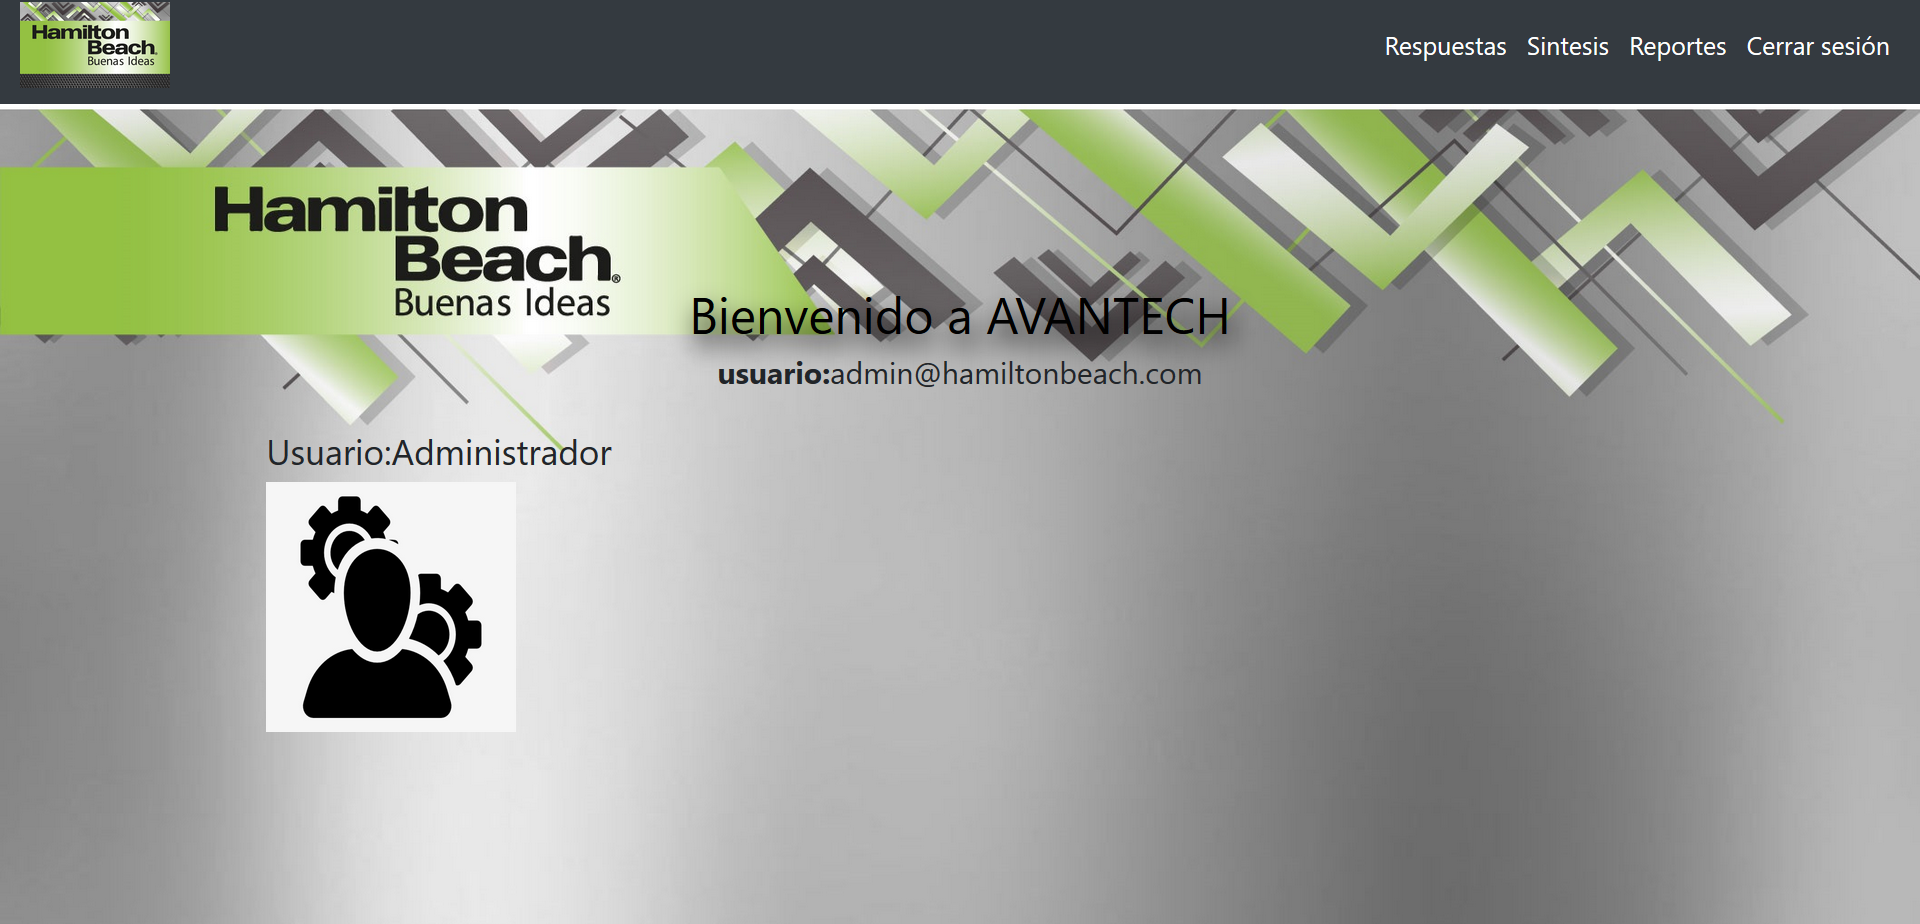 Hamilton
Beach.
Buenas Ideas
Respuestas Sintesis Reportes Cerrar sesión
Hamilton
Beach®
Buenas Ideas
Bienvenido a AVANTECH
usuario:admin@hamiltonbeach.com
Usuario:Administrador